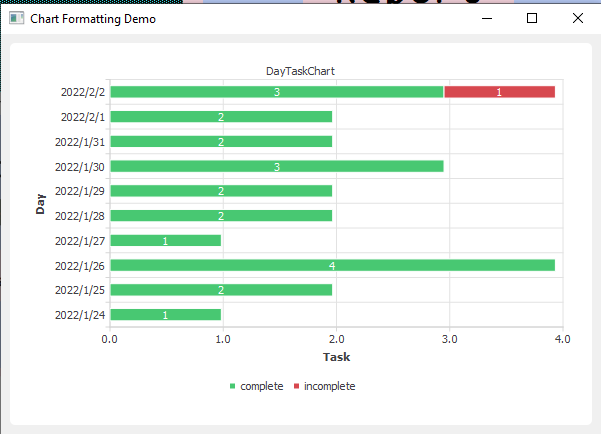 Chart Formatting Demo
DayTaskChart
2022/2/2 3 1
2022/2/1 2
2022/1/31 2
2022/1/30 3
2022/1/29 2
2022/1/28 2
2022/1/27 1
2022/1/26 4
2022/1/25 2
2022/1/24 1
Day
0.0 1.0 2.0 3.0 4.0
Task
complete incomplete